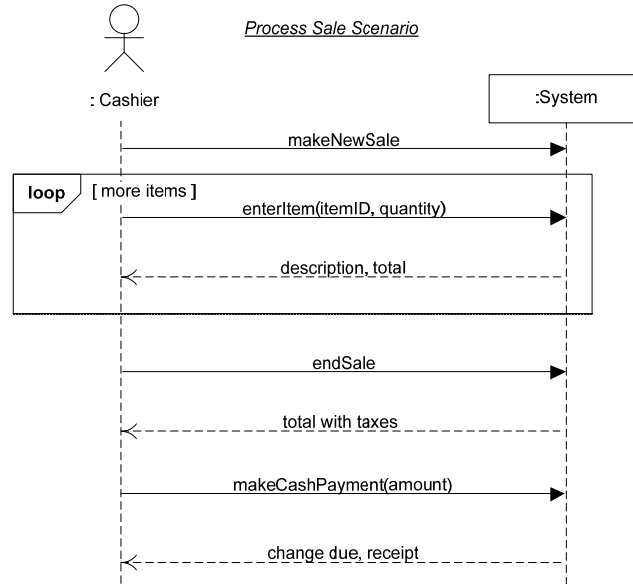 Process Sale Scenario
: Cashier
:System
makeNewSale
loop
[ more items ]
enterItem(itemID, quantity)
description, total
endSale
total with taxes
makeCashPayment(amount)
change due, receipt